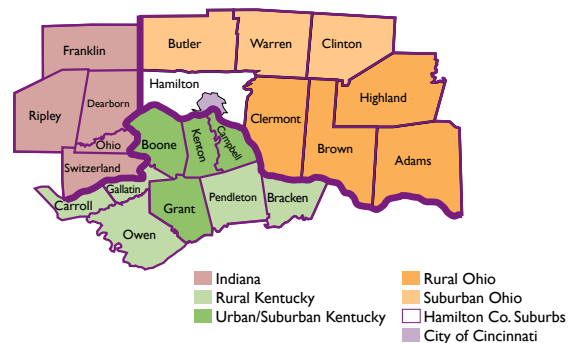 Franklin
Butler
Warren
Clinton
Hamilton
Ripley
Dearborn
Highland
Clermont
Ohio
Boone
Kenton
Campbell
Brown
Adams
Switzerland
Gallatin
Carroll
Grant
Pendleton
Bracken
Owen
Indiana
Rural Kentucky
Urban/Suburban Kentucky
Rural Ohio
Suburban Ohio
Hamilton Co. Suburbs
City of Cincinnati